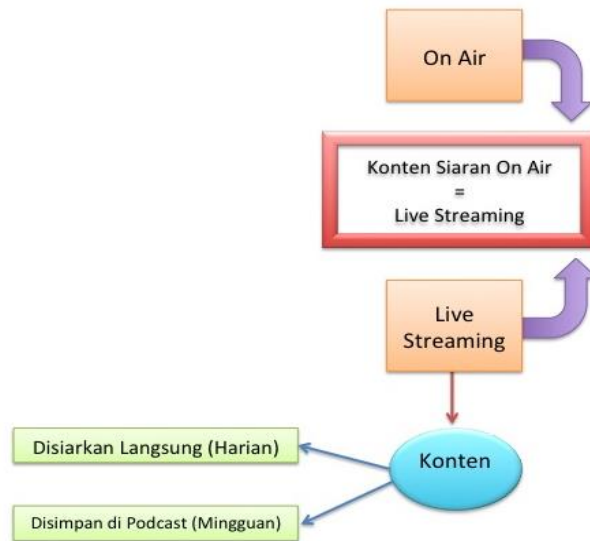 On Air
Konten Siaran On Air
=
Live Streaming
Live
Streaming
Konten
Disiarkan Langsung (Harian)
Disimpan di Podcast (Mingguan)